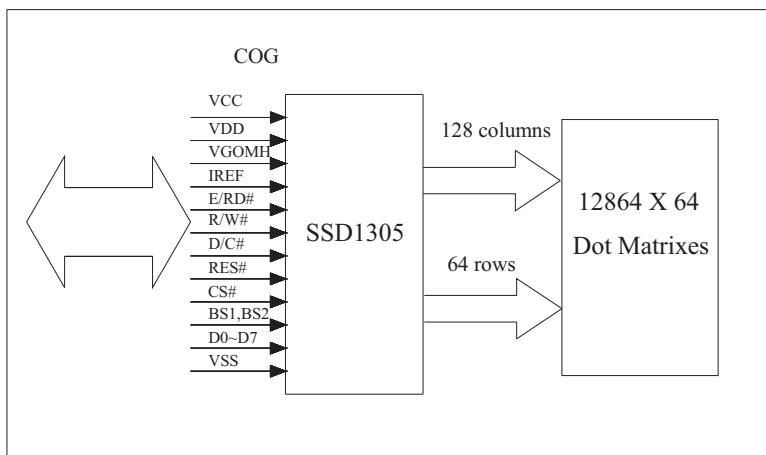 COG
VCC
VDD
VGOMH
IREF
E/RD#
R/W#
D/C#
RES#
CS#
BS1,BS2
D0~D7
VSS
SSD1305
128 columns
64 rows
12864 X 64
Dot Matrixes